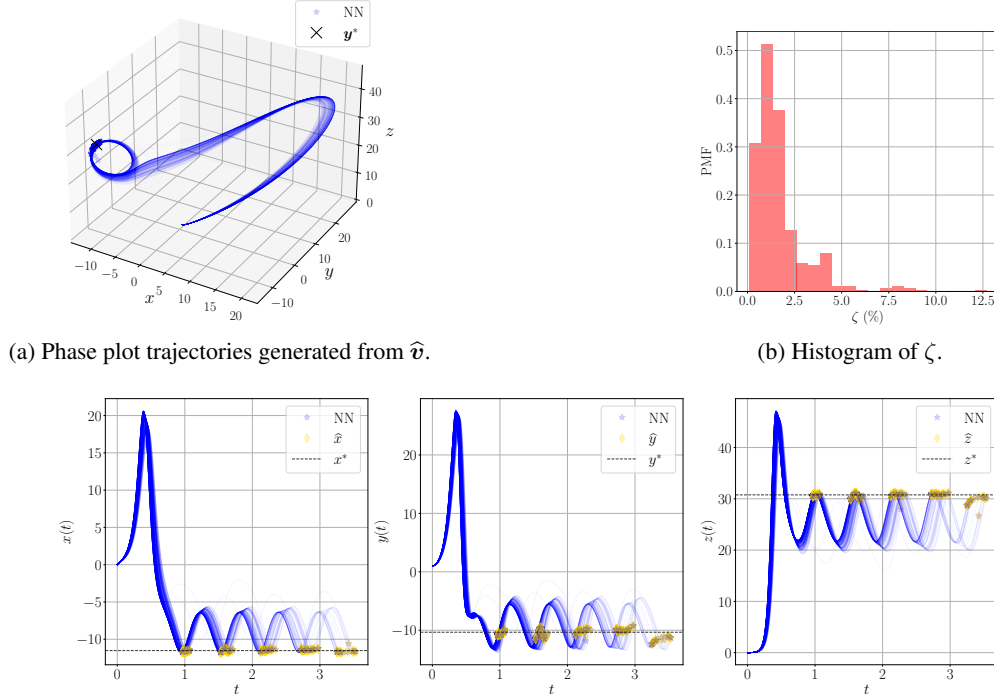 NN
y*
40
30
20
10
0
z
−10
−5
0
5
10
15
20
x
−10
0
10
20
y
0.5
0.4
0.3
0.2
0.1
0.0
PMF
0.0 2.5 5.0 7.5 10.0 12.5
ζ (%)
(a) Phase plot trajectories generated from v̂.
(b) Histogram of ζ.
20
15
10
5
0
−5
−10
x(t)
NN
x̂
x*
0 1 2 3
t
20
10
0
−10
y(t)
NN
ŷ
y*
0 1 2 3
t
40
30
20
10
0
z(t)
NN
ẑ
z*
0 1 2 3
t